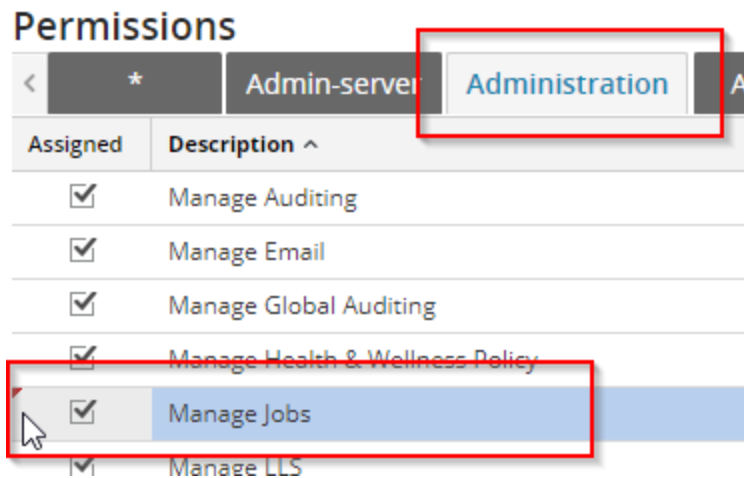 Permissions
* Admin-server Administration A
Assigned Description
Manage Auditing
Manage Email
Manage Global Auditing
Manage Health & Wellness Policy
Manage Jobs
Manage LLS